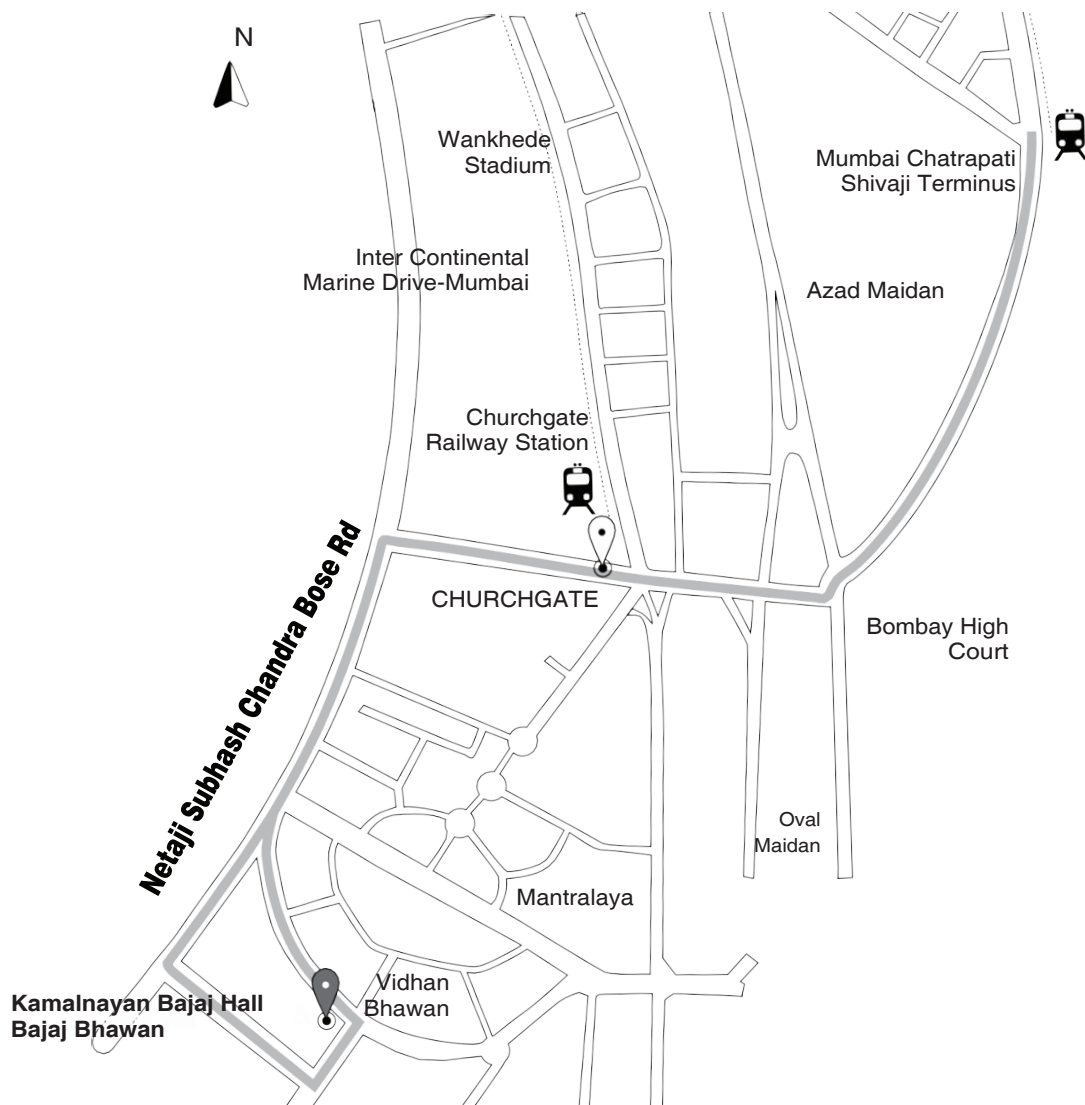 N
Wankhede
Stadium
Mumbai Chatrapati
Shivaji Terminus
Inter Continental
Marine Drive-Mumbai
Azad Maidan
Churchgate
Railway Station
Netaji Subhash Chandra Bose Rd
CHURCHGATE
Bombay High
Court
Oval
Maidan
Mantralaya
Vidhan
Bhawan
Kamalnayan Bajaj Hall
Bajaj Bhawan